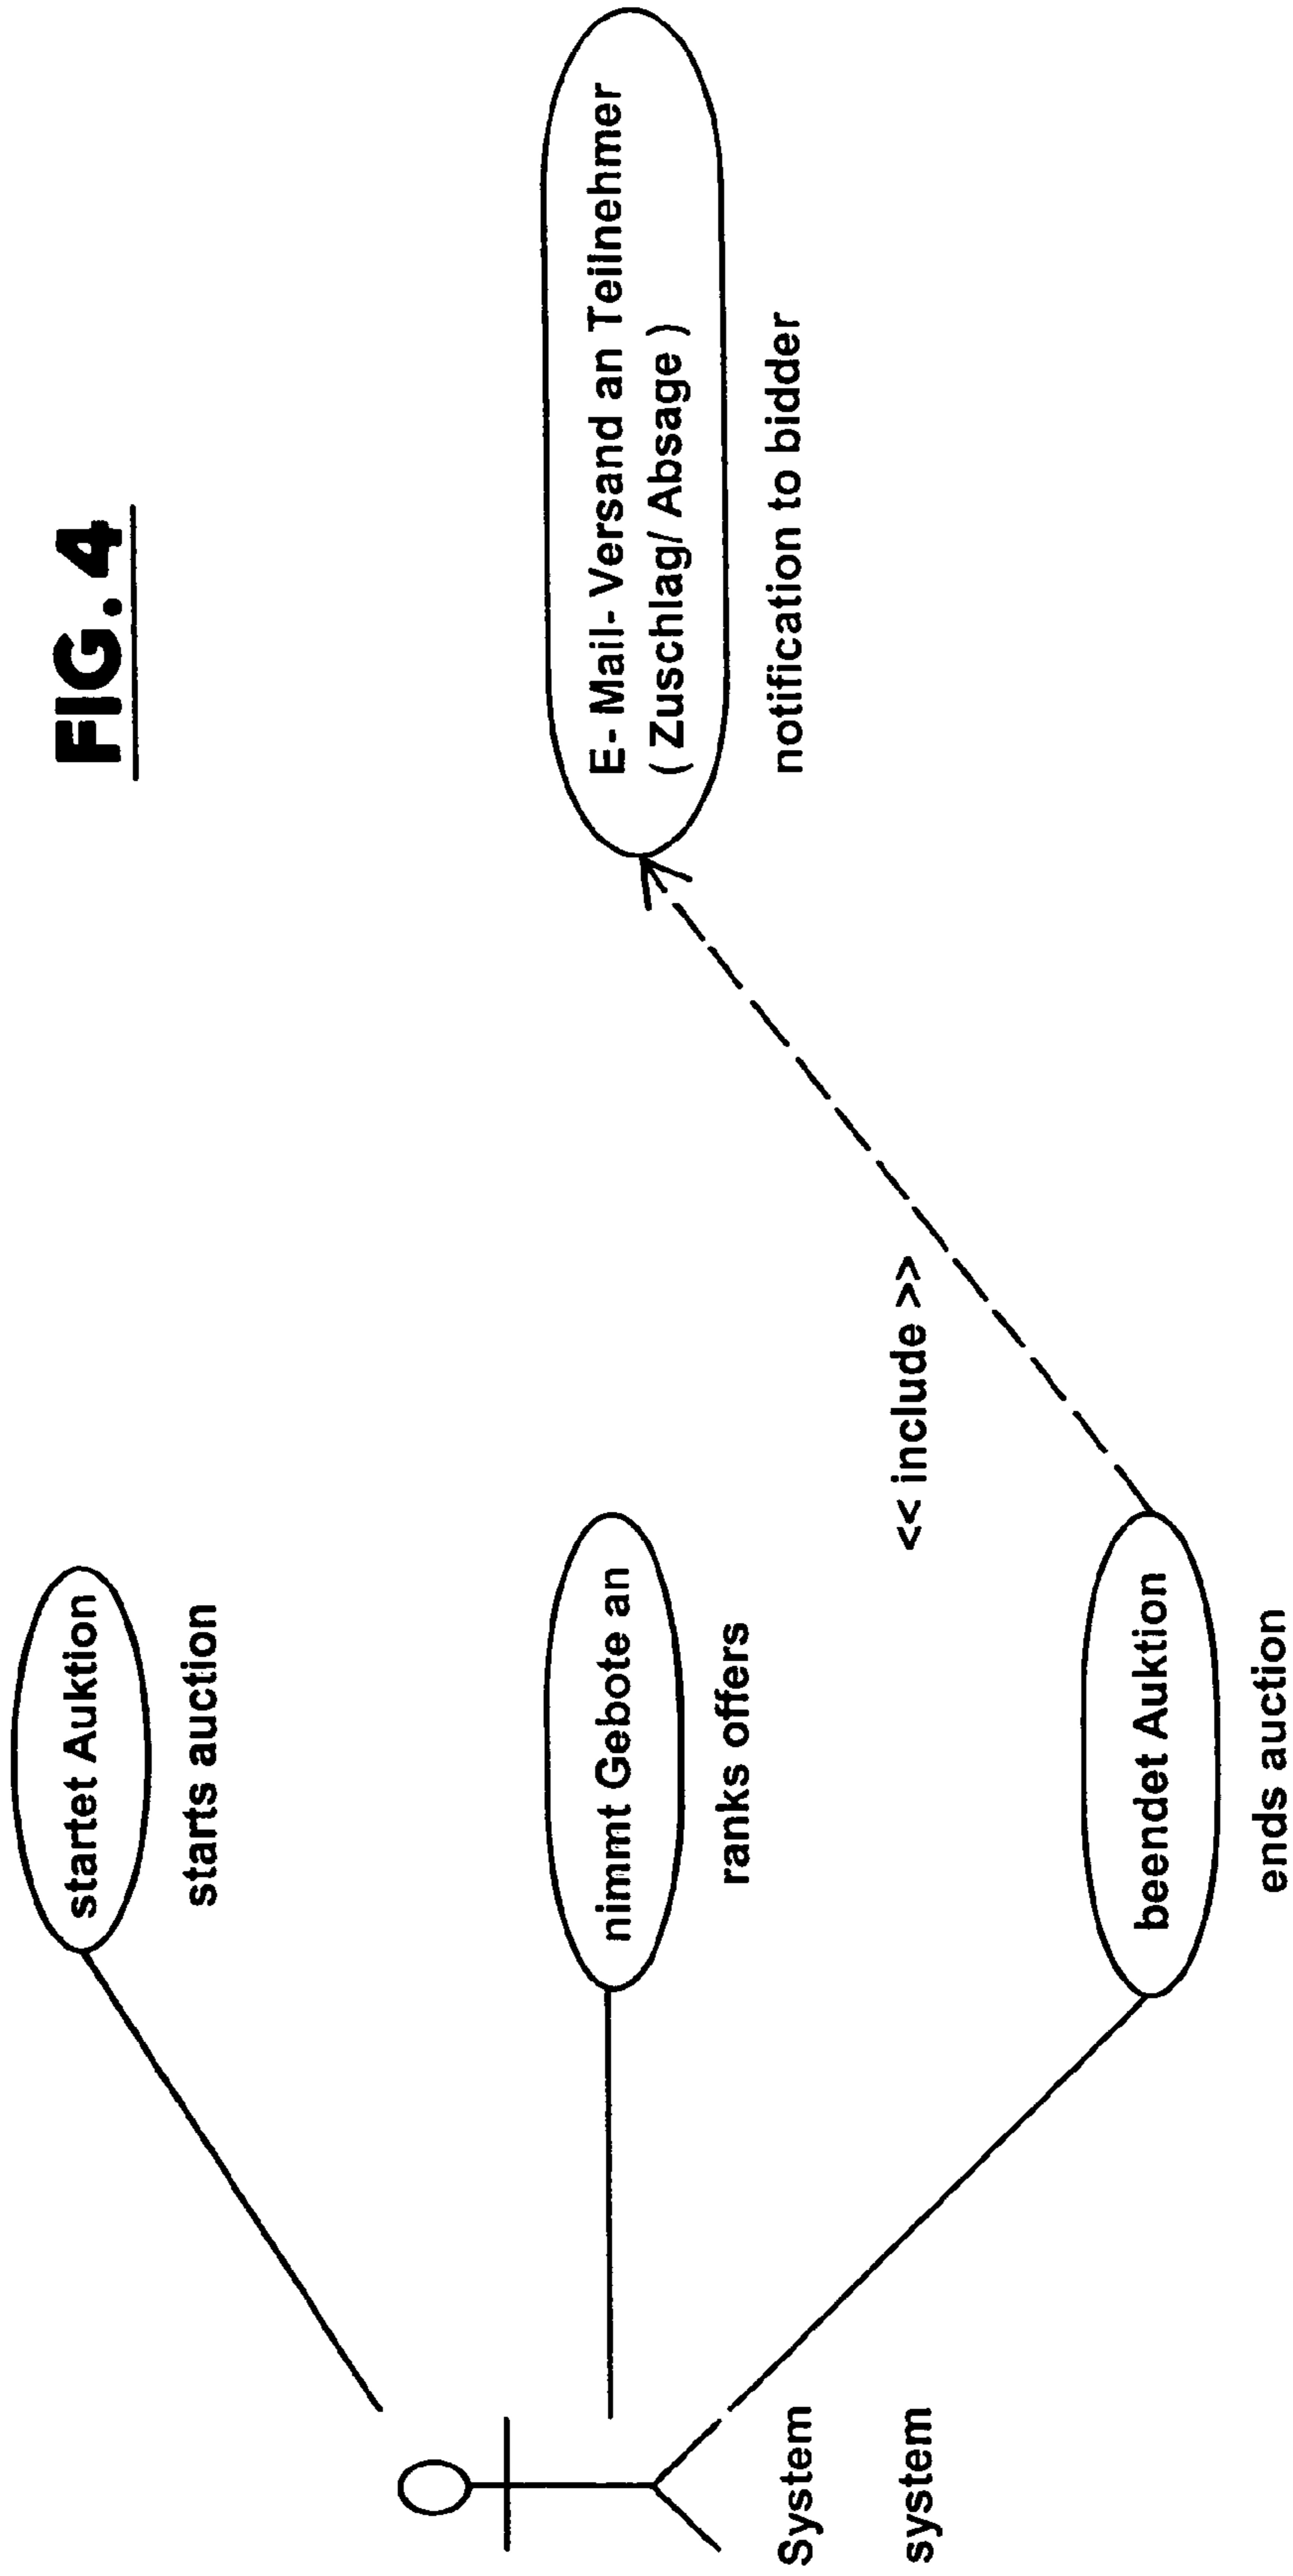 FIG. 4
startet Auktion
starts auction
E- Mail- Versand an Teilnehmer
( Zuschlag/ Absage )
notification to bidder
nimmt Gebote an
ranks offers
<< include >>
System
system
beendet Auktion
ends auction